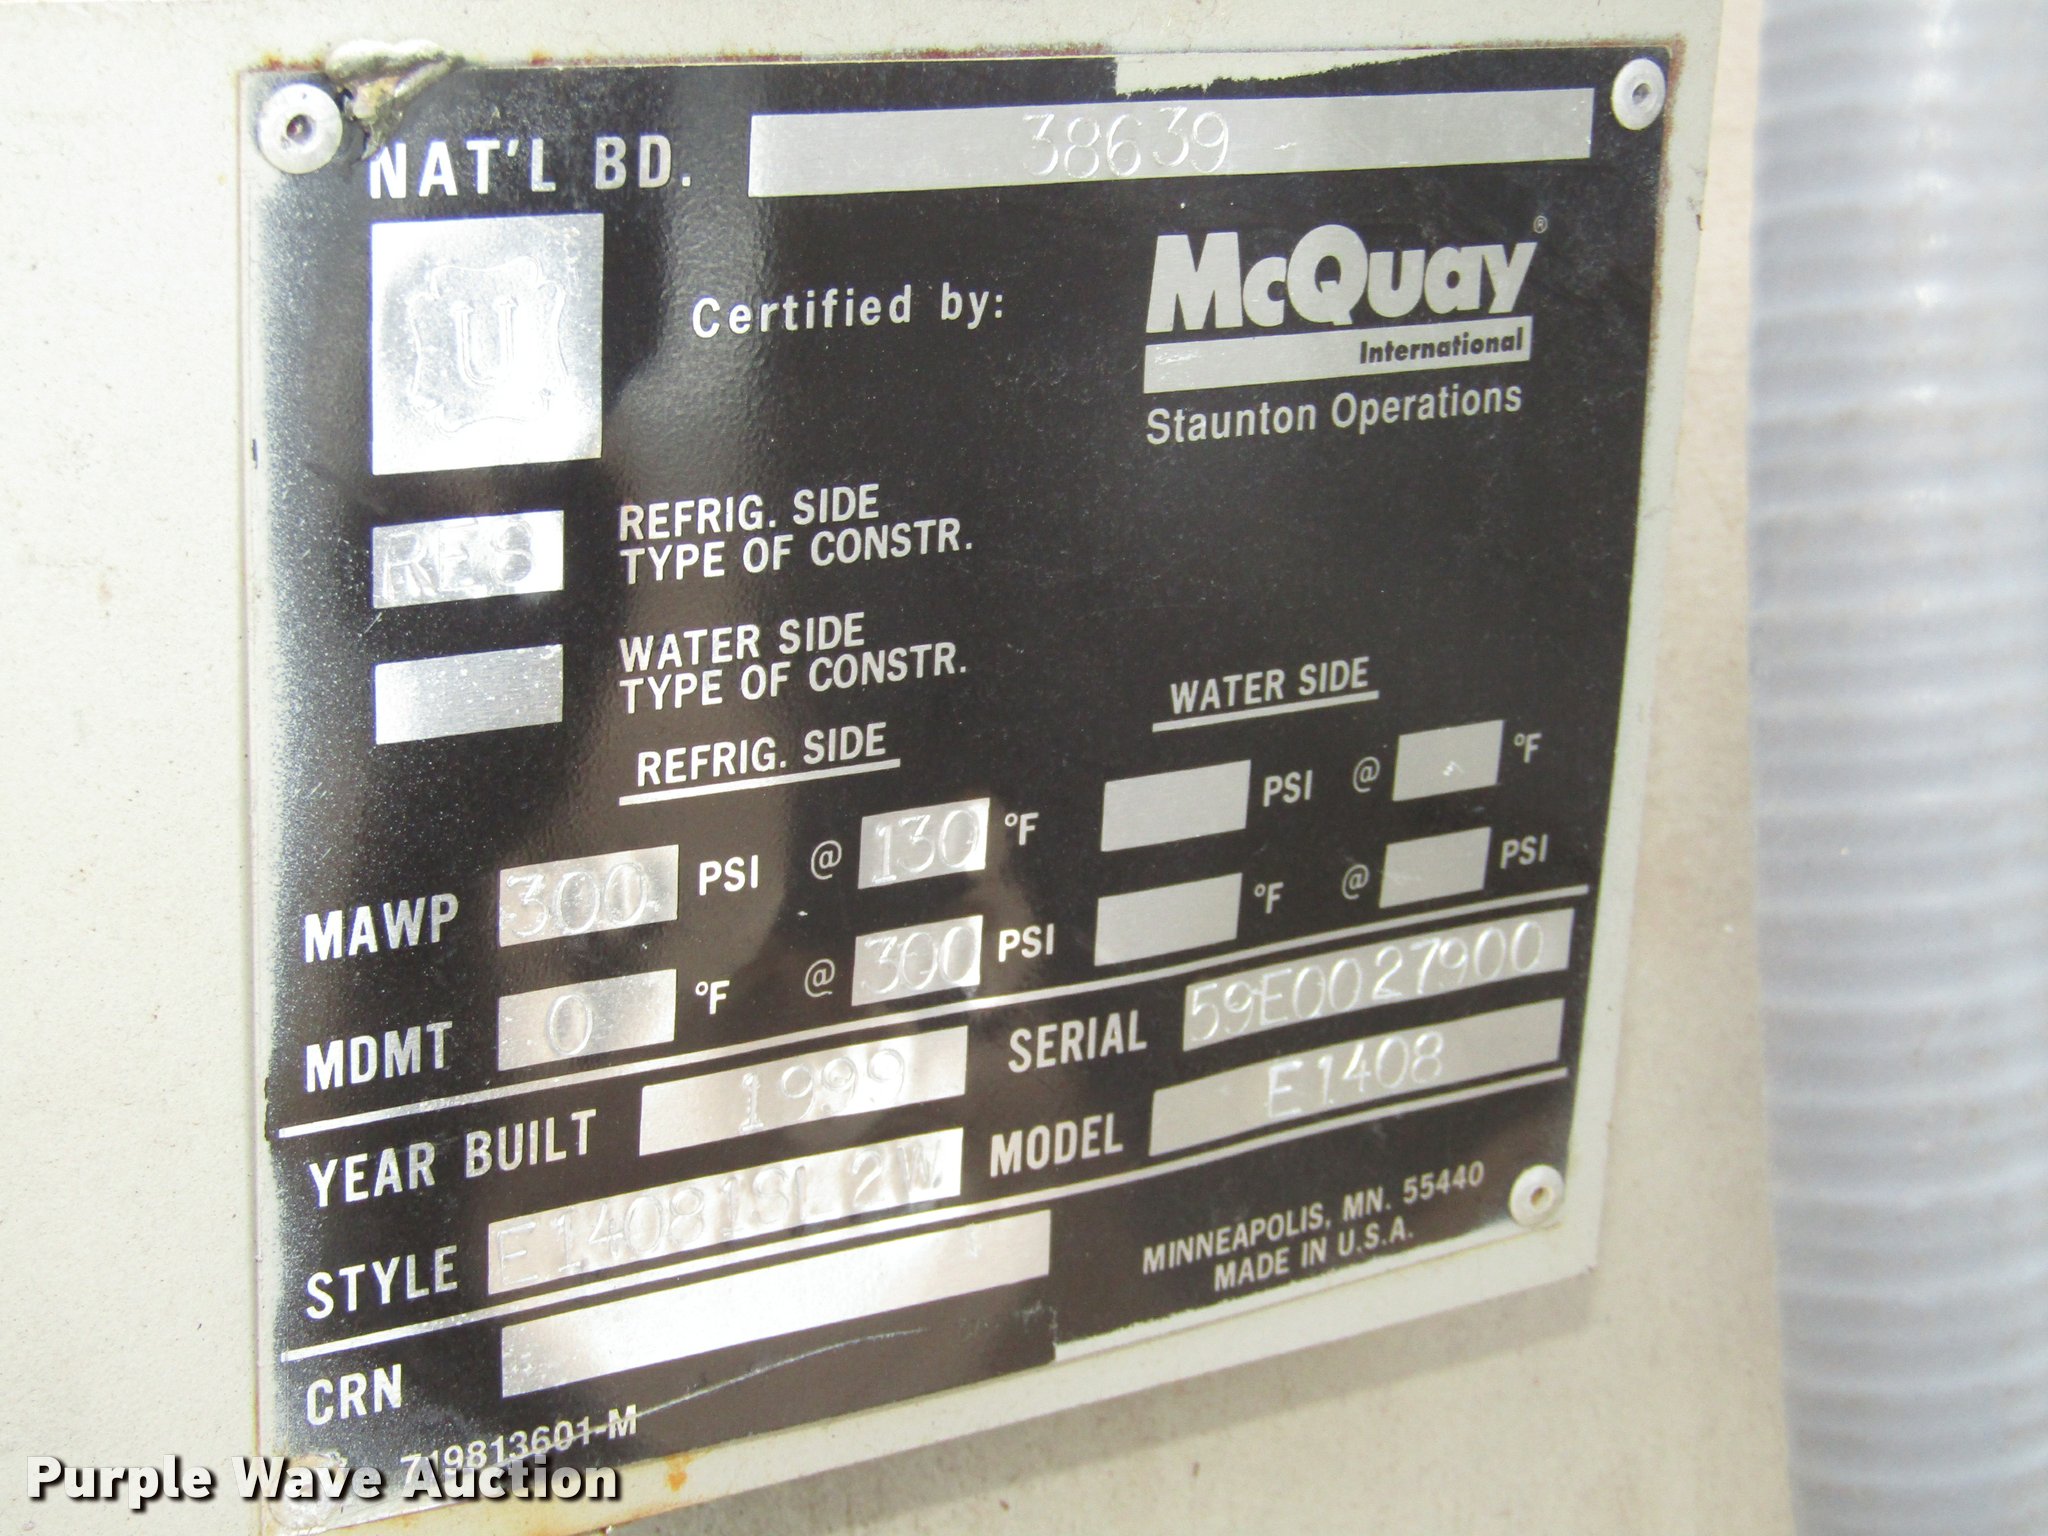 NAT'L BD. 38639
U
Certified by:
McQuay®
International
Staunton Operations
RES
REFRIG. SIDE
TYPE OF CONSTR.
WATER SIDE
TYPE OF CONSTR.
REFRIG. SIDE WATER SIDE
MAWP 300 PSI @ 130 °F PSI @ °F
MDMT 0 °F @ 300 PSI °F @ PSI
YEAR BUILT 1999 SERIAL 59E0027900
STYLE E140818L2W MODEL E1408
CRN
MINNEAPOLIS, MN. 55440
MADE IN U.S.A.
719813601-M
Purple Wave Auction